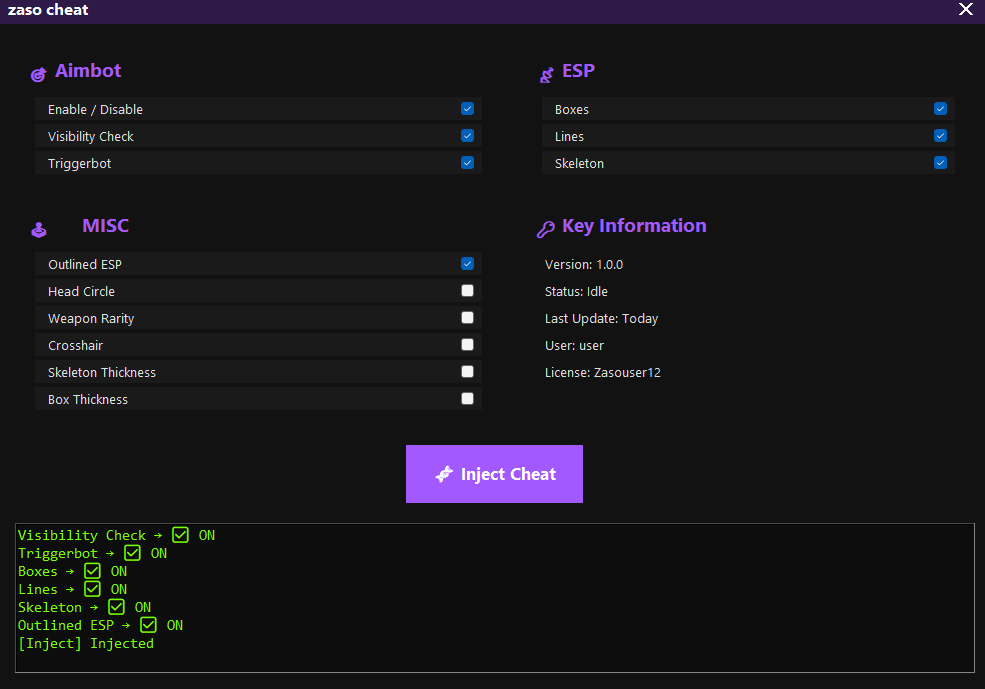 zaso cheat
Aimbot
Enable / Disable
Visibility Check
Triggerbot
ESP
Boxes
Lines
Skeleton
MISC
Outlined ESP
Head Circle
Weapon Rarity
Crosshair
Skeleton Thickness
Box Thickness
Key Information
Version: 1.0.0
Status: Idle
Last Update: Today
User: user
License: Zasouser12
Inject Cheat
Visibility Check → ☑ ON
Triggerbot → ☑ ON
Boxes → ☑ ON
Lines → ☑ ON
Skeleton → ☑ ON
Outlined ESP → ☑ ON
[Inject] Injected